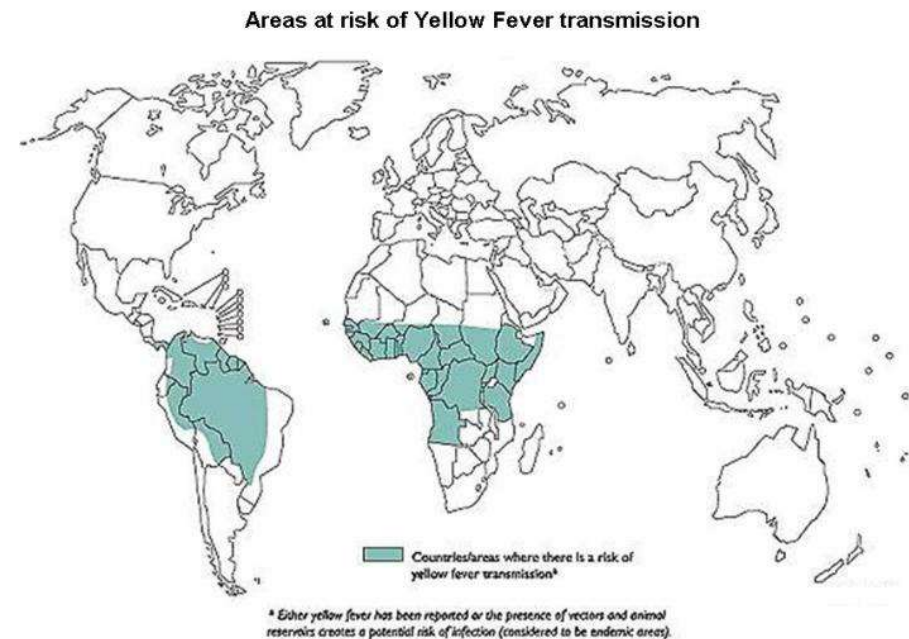 Areas at risk of Yellow Fever transmission
Countries/areas where there is a risk of
yellow fever transmission*
* Either yellow fever has been reported or the presence of vectors and animal
reservoirs creates a potential risk of infection (considered to be endemic areas).